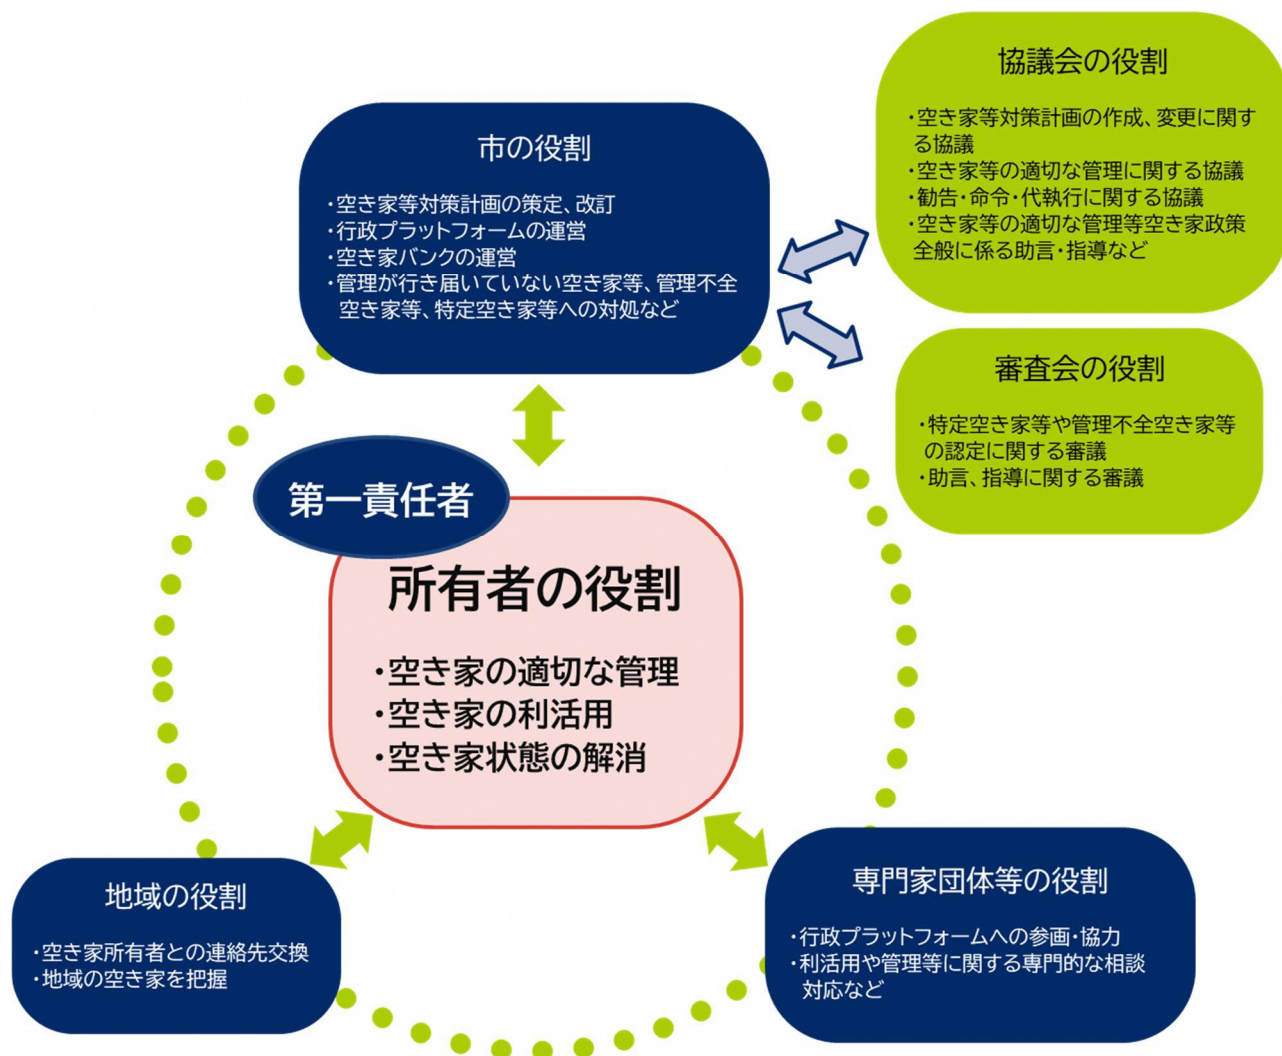 協議会の役割
・空き家等対策計画の作成、変更に関す
る協議
・空き家等の適切な管理に関する協議
・勧告・命令・代執行に関する協議
・空き家等の適切な管理等空き家政策
全般に係る助言・指導など
市の役割
・空き家等対策計画の策定、改訂
・行政プラットフォームの運営
・空き家バンクの運営
・管理が行き届いていない空き家等、管理不全
空き家等、特定空き家等への対処など
審査会の役割
・特定空き家等や管理不全空き家等
の認定に関する審議
・助言、指導に関する審議
第一責任者
所有者の役割
・空き家の適切な管理
・空き家の利活用
・空き家状態の解消
地域の役割
・空き家所有者との連絡先交換
・地域の空き家を把握
専門家団体等の役割
・行政プラットフォームへの参画・協力
・利活用や管理等に関する専門的な相談
対応など